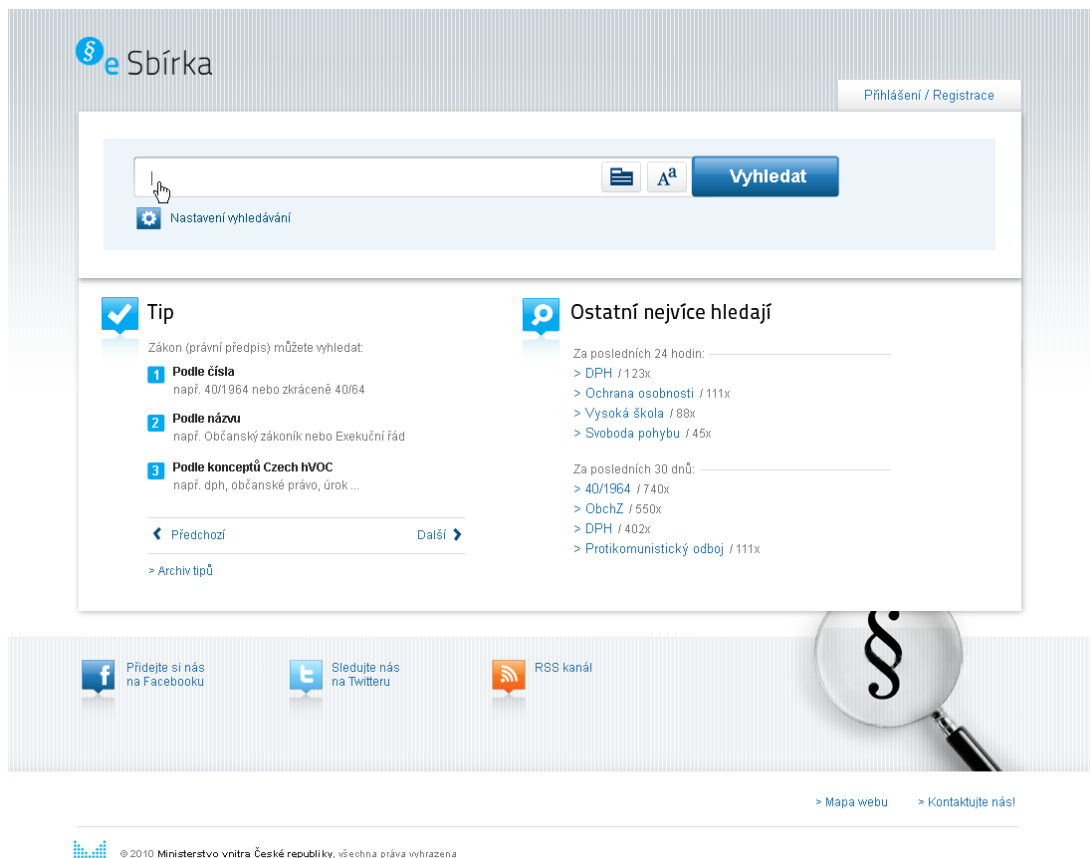 § e Sbírka
Přihlášení / Registrace
Aa
Vyhledat
Nastavení vyhledávání
Tip
Zákon (právní předpis) můžete vyhledat:
1 Podle čísla
např. 40/1964 nebo zkráceně 40/64
2 Podle názvu
např. Občanský zákoník nebo Exekuční řád
3 Podle konceptů Czech hVOC
např. dph, občanské právo, úrok ...
Předchozí
Další
> Archiv tipů
Ostatní nejvíce hledají
Za posledních 24 hodin:
> DPH / 123x
> Ochrana osobnosti / 111x
> Vysoká škola / 88x
> Svoboda pohybu / 45x
Za posledních 30 dnů:
> 40/1964 / 740x
> ObchZ / 550x
> DPH / 402x
> Protikomunistický odboj / 111x
§
f
Přidejte si nás
na Facebooku
t
Sledujte nás
na Twitteru
RSS kanál
> Mapa webu
> Kontaktujte nás!
© 2010 Ministerstvo vnitra České republiky, všechna práva vyhrazena